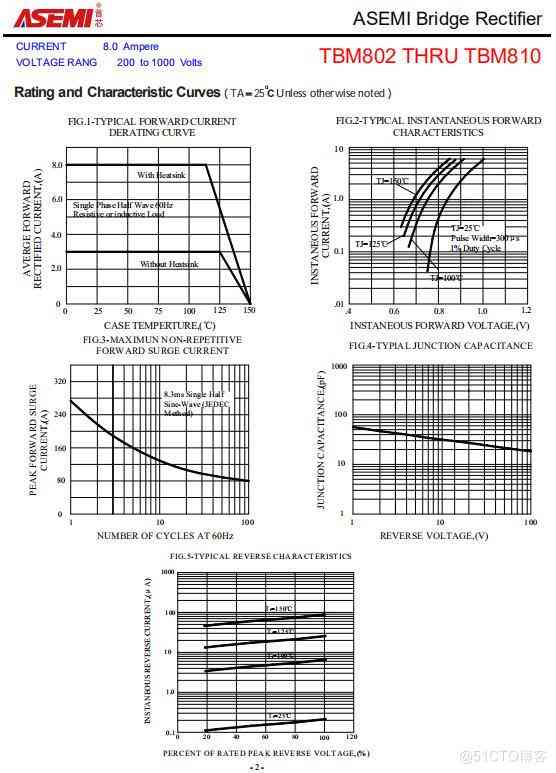 ASEMI
ASEMI Bridge Rectifier
CURRENT 8.0 Ampere
VOLTAGE RANG 200 to 1000 Volts
TBM802 THRU TBM810
Rating and Characteristic Curves ( TA=25°C Unless otherwise noted )
FIG.1-TYPICAL FORWARD CURRENT
DERATING CURVE
AVERGE FORWARD
RECTIFIED CURRENT,(A)
8.0
6.0
4.0
2.0
0
With Heatsink
Single Phase Half Wave 60Hz
Resistive or inductive Load
Without Heatsink
0 25 50 75 100 125 150
CASE TEMPERTURE,(℃)
FIG.2-TYPICAL INSTANTANEOUS FORWARD
CHARACTERISTICS
INSTANEOUS FORWARD
CURRENT,(A)
10
1.0
0.1
.01
TJ=150℃
TJ=125℃
TJ=25℃
Pulse Width=300μs
1% Duty Cycle
TJ=100℃
.4 0.6 0.8 1.0 1.2
INSTANEOUS FORWARD VOLTAGE,(V)
FIG.3-MAXIMUN NON-REPETITIVE
FORWARD SURGE CURRENT
PEAK FORWARD SURGE
CURRENT,(A)
320
240
160
80
0
8.3ms Single Half
Sine-Wave (JEDEC
Method)
1 10 100
NUMBER OF CYCLES AT 60Hz
FIG.4-TYPIAL JUNCTION CAPACITANCE
JUNCTION CAPACITANCE,(pF)
1000
100
10
1
1 10 100
REVERSE VOLTAGE,(V)
FIG.5-TYPICAL REVERSE CHARACTERISTICS
INSTANEOUS REVERSE CURRENT,(μA)
1000
100
10
1.0
0.1
TJ=150℃
TJ=125℃
TJ=100℃
TJ=25℃
0 20 40 60 80 100 120
PERCENT OF RATED PEAK REVERSE VOLTAGE,(%)
- 2 -
@51CTO博客